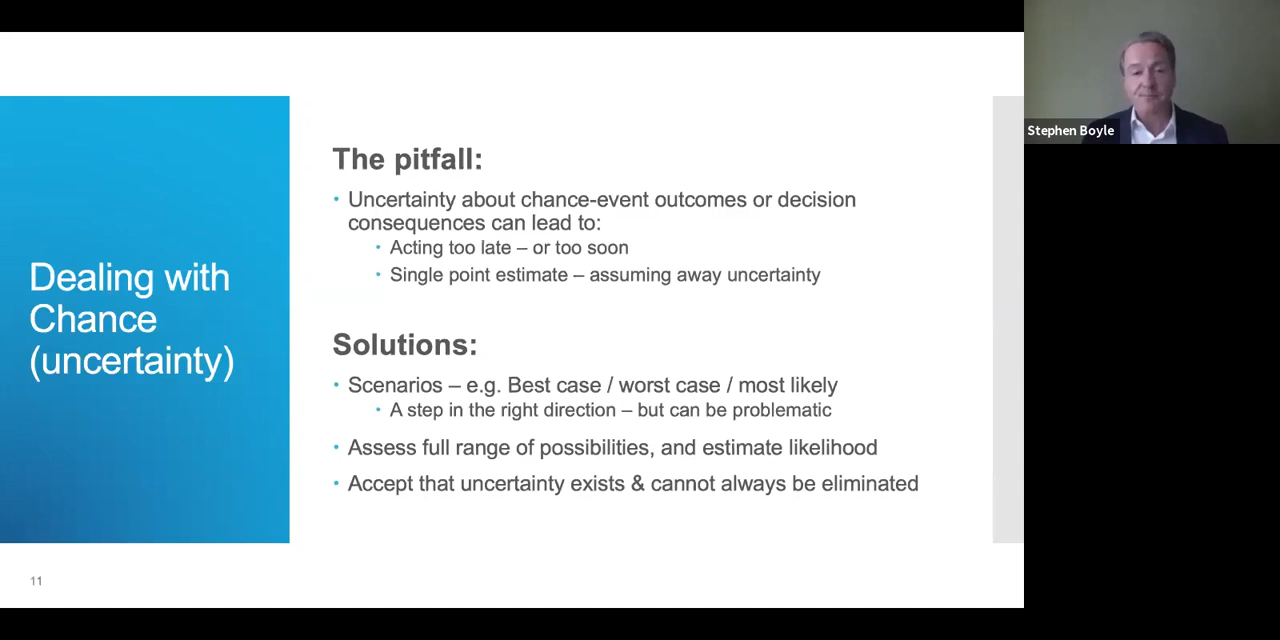 Dealing with
Chance
(uncertainty)
The pitfall:
• Uncertainty about chance-event outcomes or decision
consequences can lead to:
• Acting too late – or too soon
• Single point estimate – assuming away uncertainty
Solutions:
• Scenarios – e.g. Best case / worst case / most likely
• A step in the right direction – but can be problematic
• Assess full range of possibilities, and estimate likelihood
• Accept that uncertainty exists & cannot always be eliminated
11
Stephen Boyle